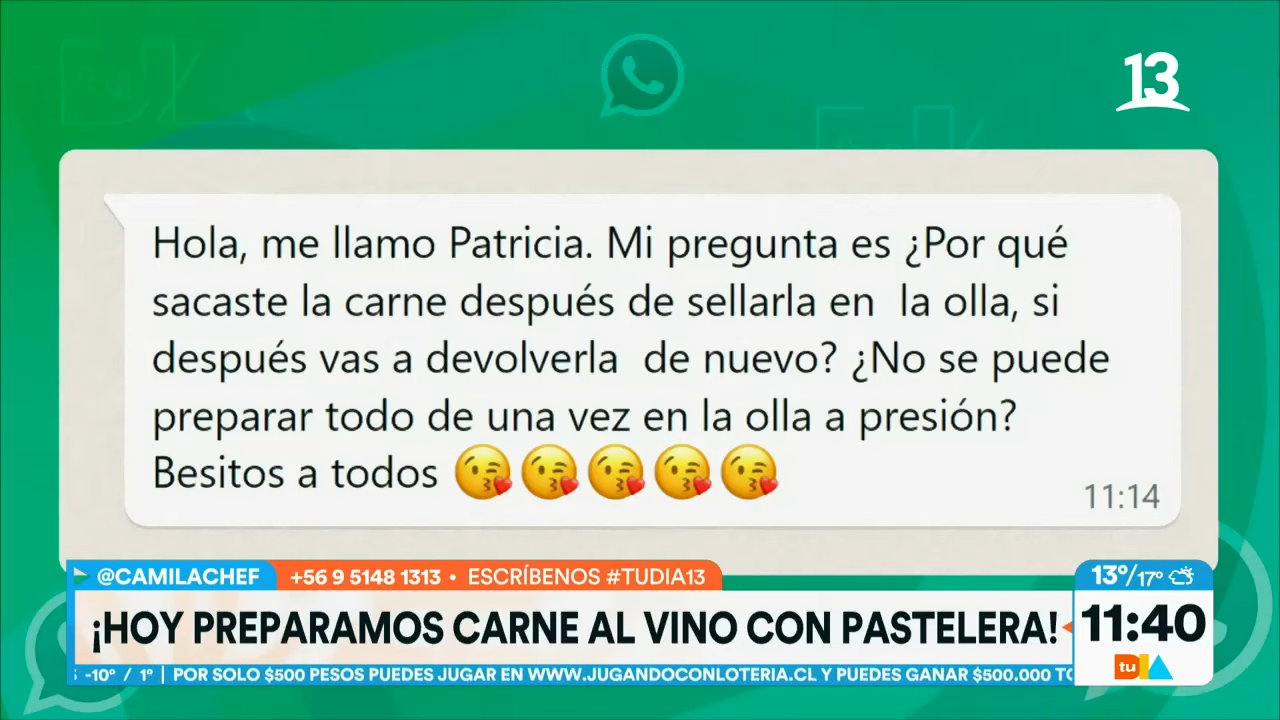 13
Hola, me llamo Patricia. Mi pregunta es ¿Por qué
sacaste la carne después de sellarla en  la olla, si
después vas a devolverla  de nuevo? ¿No se puede
preparar todo de una vez en la olla a presión?
Besitos a todos 😘😘😘😘😘
11:14
@CAMILACHEF
+56 9 5148 1313 • ESCRÍBENOS #TUDIA13
13°/17°
¡HOY PREPARAMOS CARNE AL VINO CON PASTELERA!
11:40
-10° / 1° | POR SOLO $500 PESOS PUEDES JUGAR EN WWW.JUGANDOCONLOTERIA.CL Y PUEDES GANAR $500.000
tu DÍA